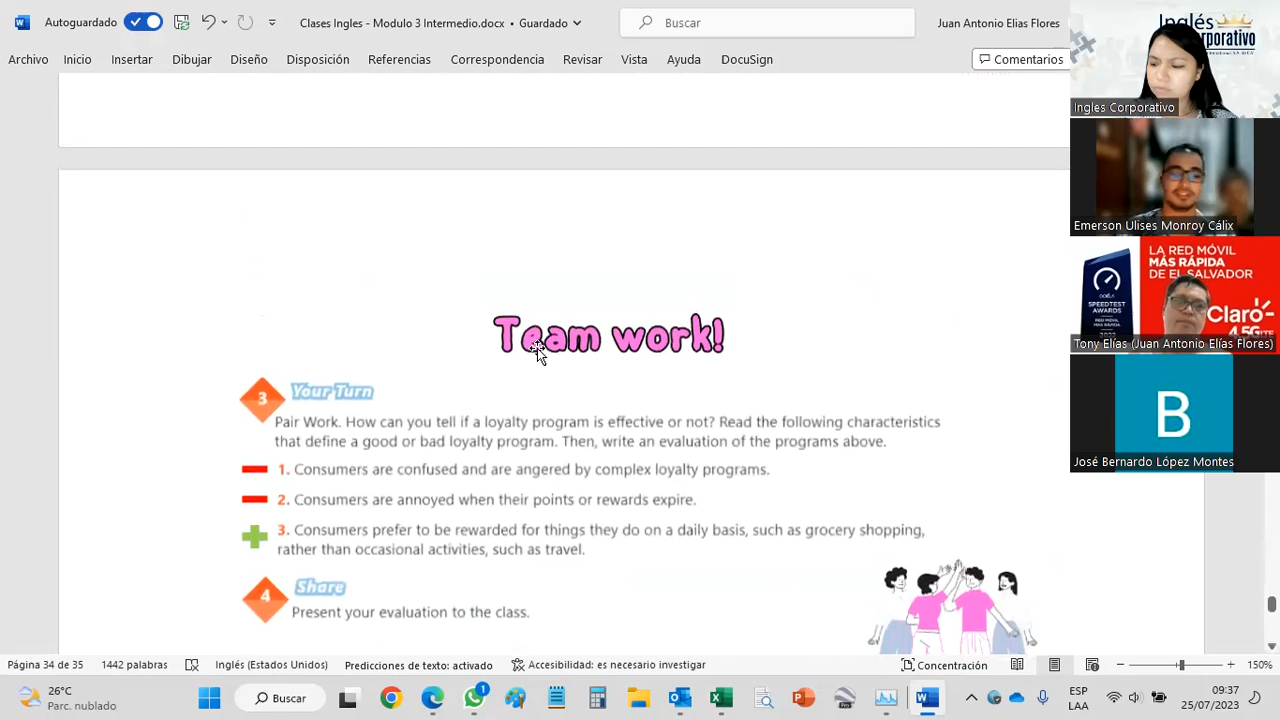 Autoguardado
Clases Ingles - Modulo 3 Intermedio.docx • Guardado
Buscar
Juan Antonio Elias Flores
Archivo Inicio Insertar Dibujar Diseño Disposición Referencias Correspondencia Revisar Vista Ayuda DocuSign
Comentarios
Inglés
Corporativo
Ingles Corporativo
Emerson Ulises Monroy Cálix
LA RED MÓVIL
MÁS RÁPIDA
DE EL SALVADOR
SPEEDTEST
AWARDS
Claro
4.5G LTE
Tony Elías (Juan Antonio Elías Flores)
B
José Bernardo López Montes
Team work!
3 Your Turn
Pair Work. How can you tell if a loyalty program is effective or not? Read the following characteristics
that define a good or bad loyalty program. Then, write an evaluation of the programs above.
1. Consumers are confused and are angered by complex loyalty programs.
2. Consumers are annoyed when their points or rewards expire.
3. Consumers prefer to be rewarded for things they do on a daily basis, such as grocery shopping,
rather than occasional activities, such as travel.
4 Share
Present your evaluation to the class.
Página 34 de 35 1442 palabras Inglés (Estados Unidos) Predicciones de texto: activado Accesibilidad: es necesario investigar Concentración 150%
26°C
Parc. nublado
Buscar
1
ESP
LAA
09:37
25/07/2023